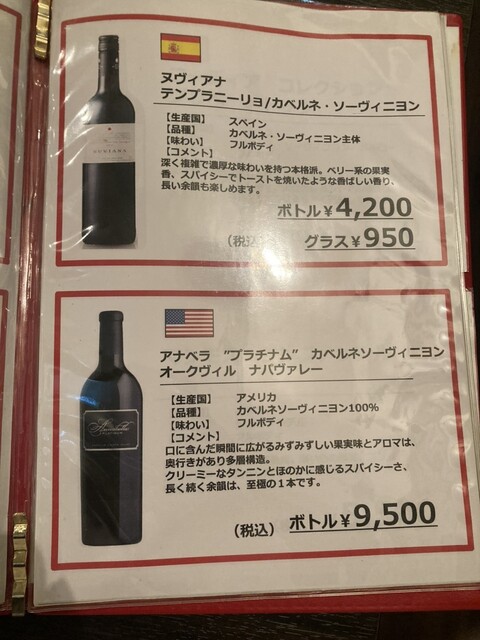 ヌヴィアナ
テンプラニーリョ/カベルネ・ソーヴィニヨン
【生産国】 スペイン
【品種】 カベルネ・ソーヴィニヨン主体
【味わい】 フルボディ
【コメント】
深く複雑で濃厚な味わいを持つ本格派。ベリー系の果実
香、スパイシーでトーストを焼いたような香ばしい香り、
長い余韻も楽しめます。
ボトル¥4,200
（税込） グラス¥950
NUVIANA
アナベラ "プラチナム" カベルネソーヴィニヨン
オークヴィル ナパヴァレー
【生産国】 アメリカ
【品種】 カベルネソーヴィニヨン100%
【味わい】 フルボディ
【コメント】
口に含んだ瞬間に広がるみずみずしい果実味とアロマは、
奥行きがあり多層構造。
クリーミーなタンニンとほのかに感じるスパイシーさ、
長く続く余韻は、至極の１本です。
（税込） ボトル¥9,500
Annabella